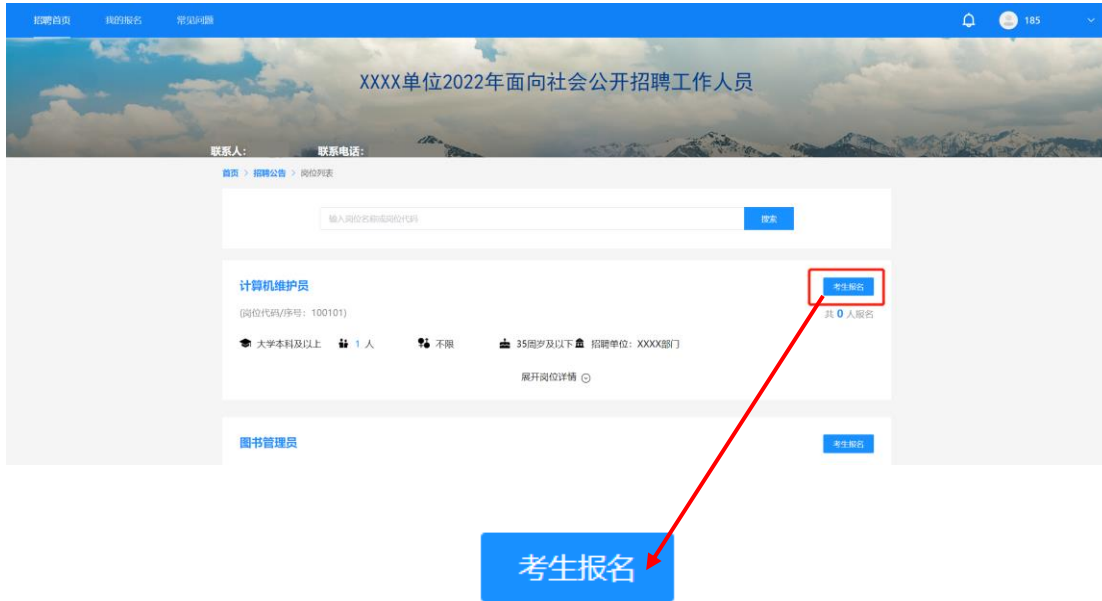 招聘首页 我的报名 常见问题 185
XXXX单位2022年面向社会公开招聘工作人员
联系人： 联系电话：
首页 > 招聘公告 > 岗位列表
输入岗位名称或岗位代码 搜索
计算机维护员 考生报名
(岗位代码/序号：100101) 共 0 人报名
大学本科及以上 1 人 不限 35周岁及以下 招聘单位：XXXX部门
展开岗位详情
图书管理员 考生报名
考生报名